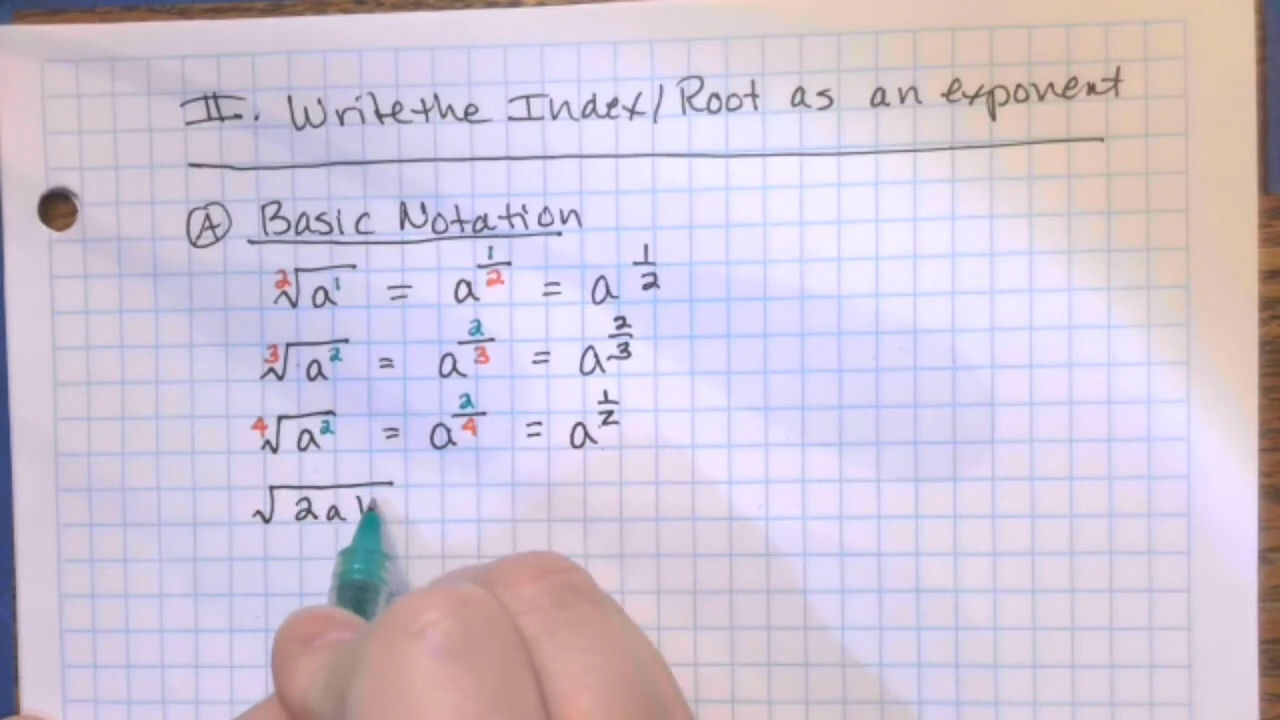 II. Write the Index/Root as an exponent
Ⓐ Basic Notation
²√a¹ = a^(1/2) = a^(1/2)
³√a² = a^(2/3) = a^(2/3)
⁴√a² = a^(2/4) = a^(1/2)
√2a